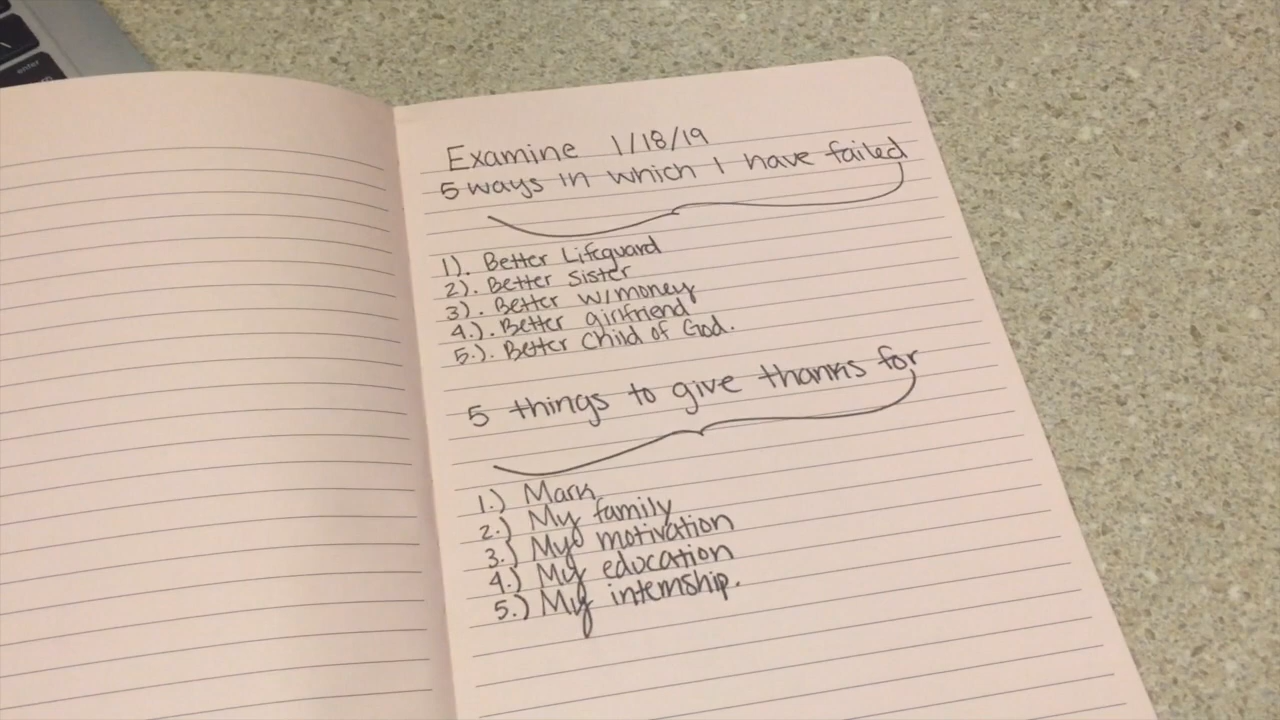 enter
Examine 1/18/19
5 ways in which I have failed
1). Better Lifeguard
2). Better Sister
3). Better w/money
4.). Better girlfriend
5.). Better Child of God.
5 things to give thanks for
1.) Mark
2.) My family
3.) My motivation
4.) My education
5.) My internship.